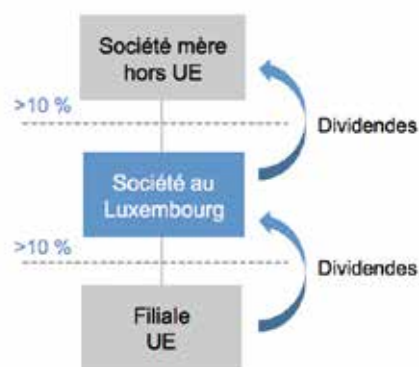 Société mère
hors UE
>10 %
Dividendes
Société au
Luxembourg
>10 %
Dividendes
Filiale
UE